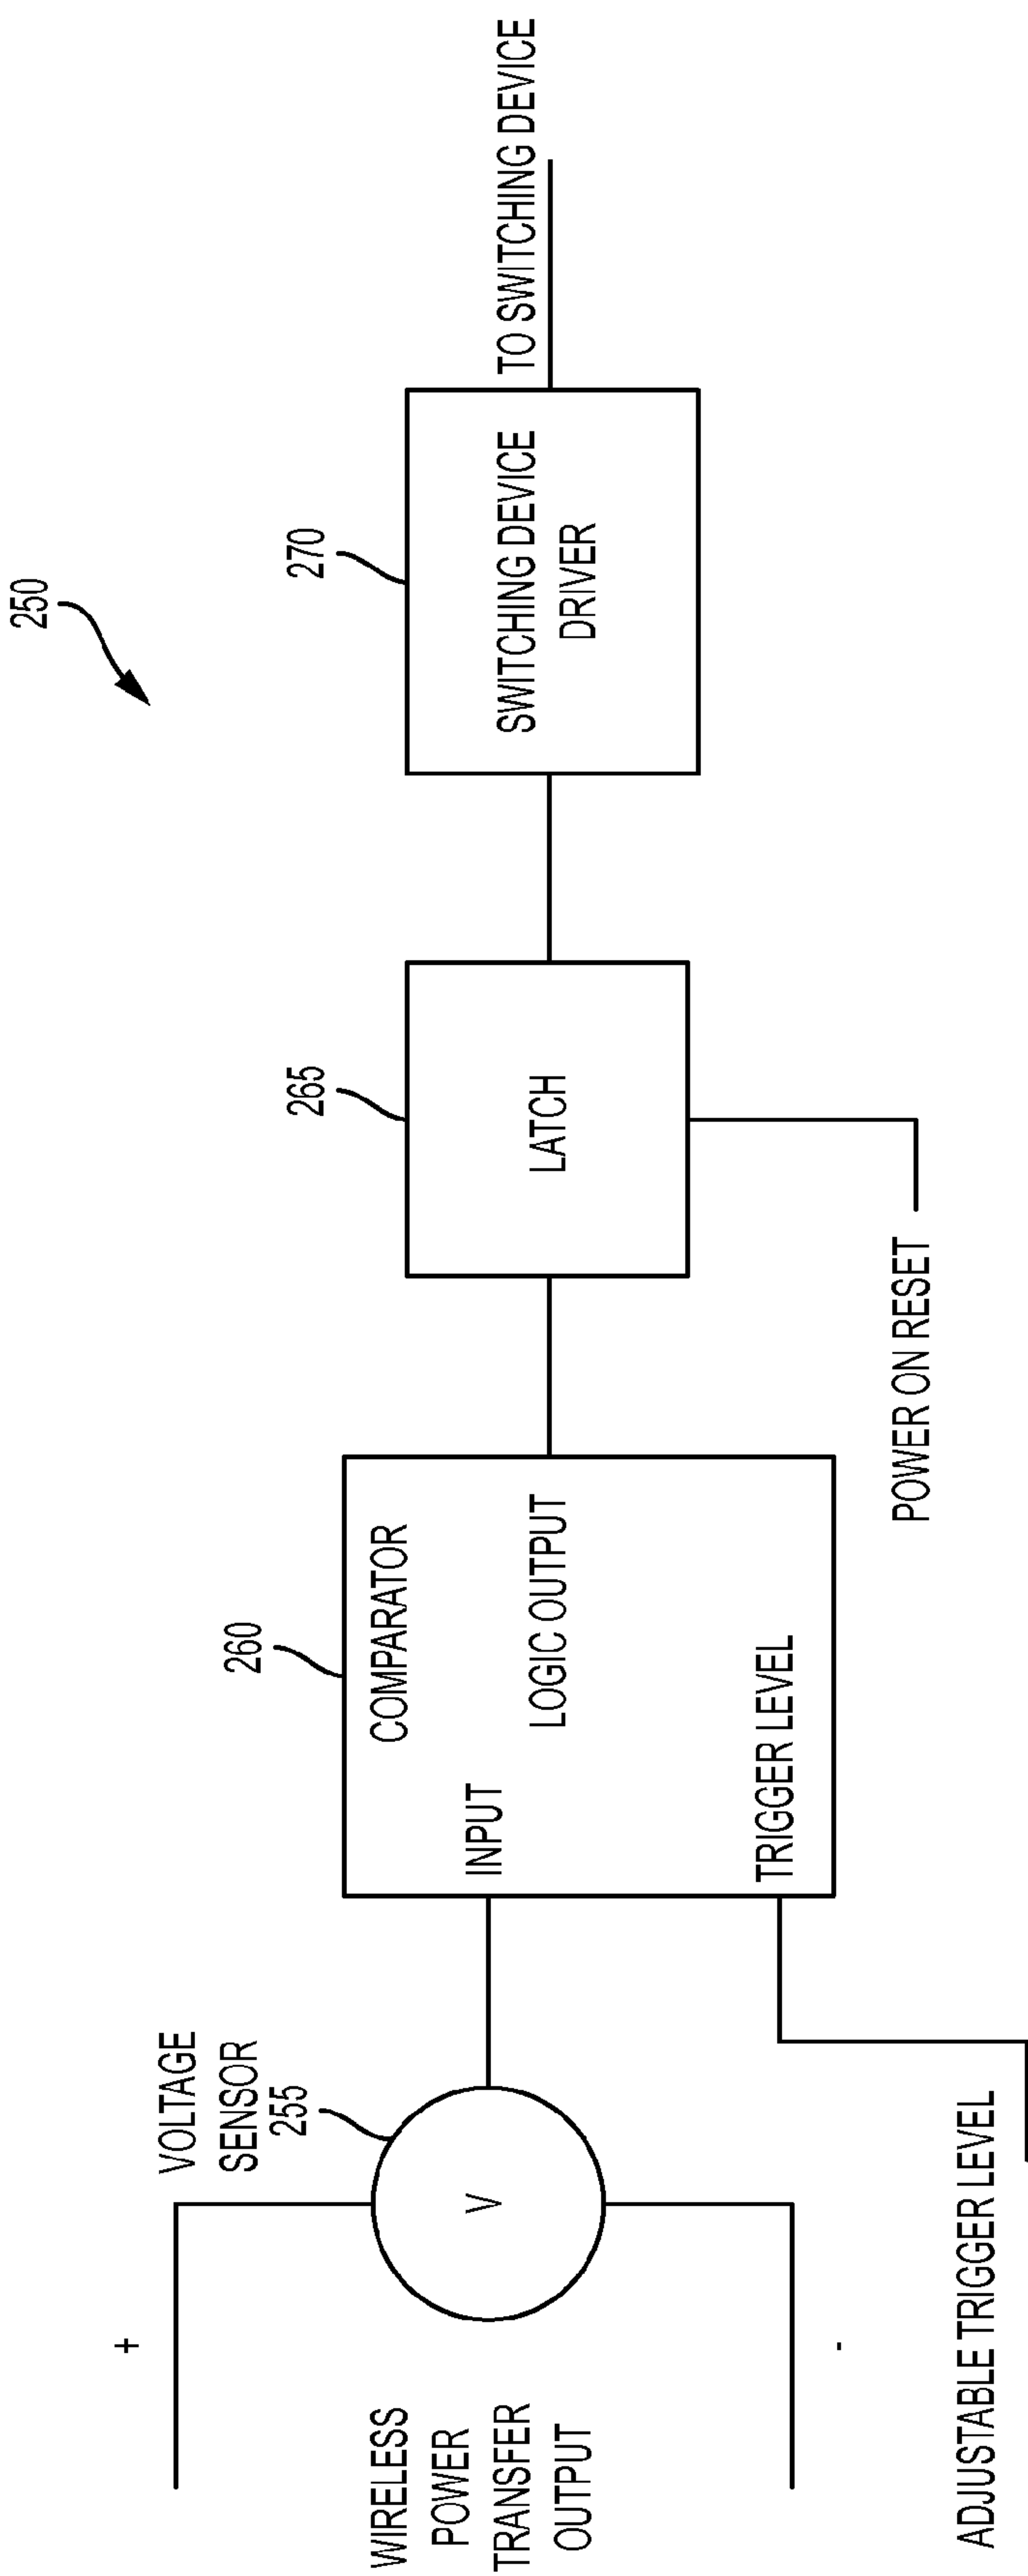 250
VOLTAGE
SENSOR
255
+
WIRELESS
POWER
TRANSFER
OUTPUT
V
-
ADJUSTABLE TRIGGER LEVEL
260
COMPARATOR
INPUT
LOGIC OUTPUT
TRIGGER LEVEL
265
LATCH
POWER ON RESET
270
SWITCHING DEVICE
DRIVER
TO SWITCHING DEVICE